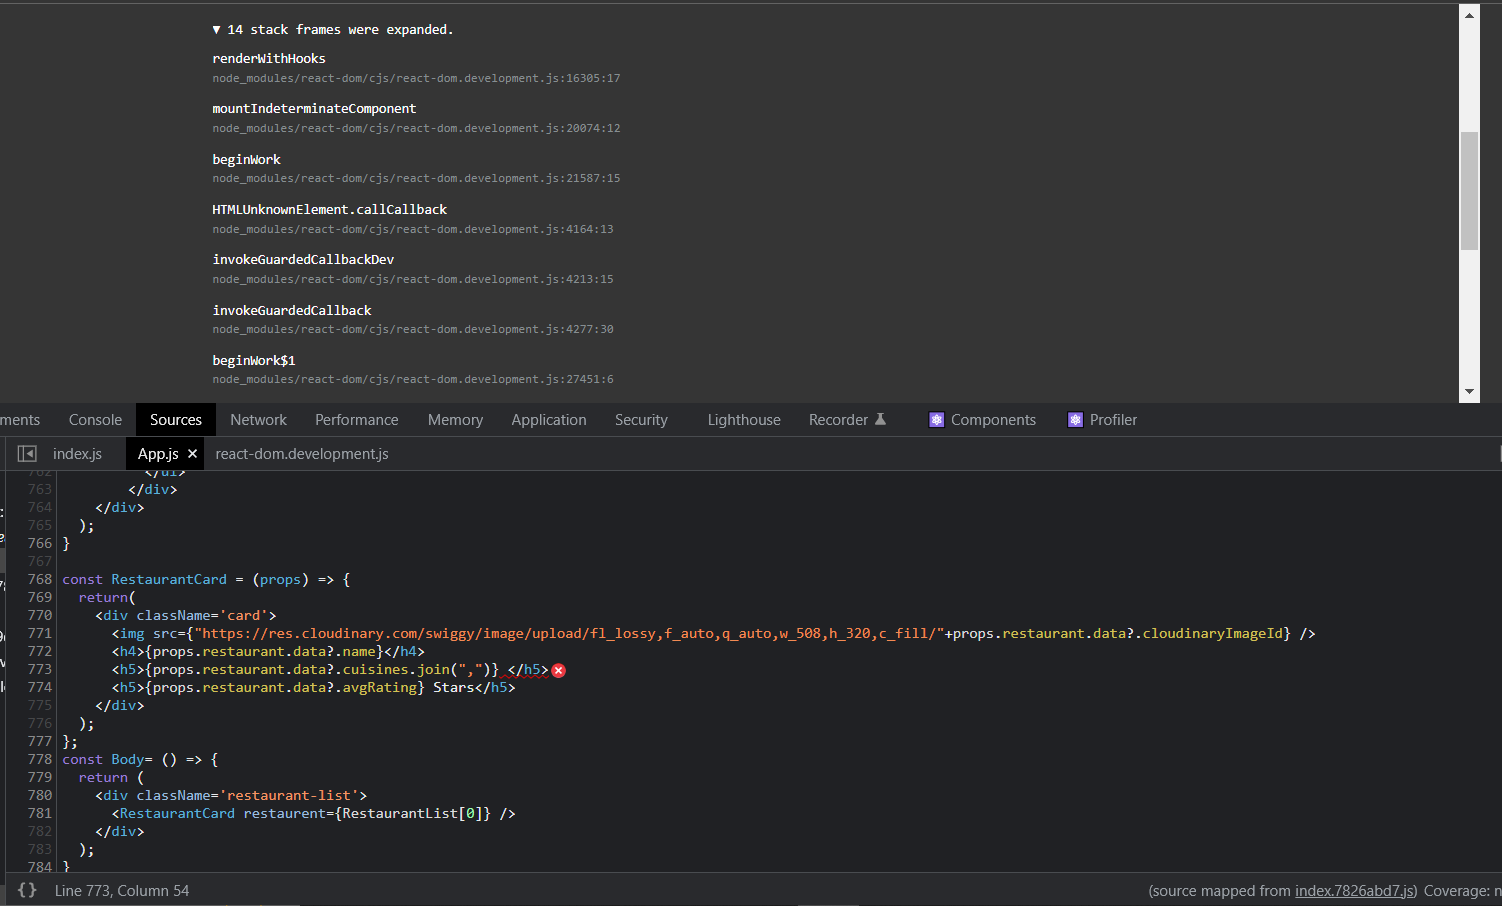 ▼ 14 stack frames were expanded.
renderWithHooks
node_modules/react-dom/cjs/react-dom.development.js:16305:17
mountIndeterminateComponent
node_modules/react-dom/cjs/react-dom.development.js:20074:12
beginWork
node_modules/react-dom/cjs/react-dom.development.js:21587:15
HTMLUnknownElement.callCallback
node_modules/react-dom/cjs/react-dom.development.js:4164:13
invokeGuardedCallbackDev
node_modules/react-dom/cjs/react-dom.development.js:4213:15
invokeGuardedCallback
node_modules/react-dom/cjs/react-dom.development.js:4277:30
beginWork$1
node_modules/react-dom/cjs/react-dom.development.js:27451:6
ments Console Sources Network Performance Memory Application Security Lighthouse Recorder Components Profiler
index.js App.js × react-dom.development.js
762 </ul>
763 </div>
764 </div>
765 );
766 }
767
768 const RestaurantCard = (props) => {
769 return(
770 <div className='card'>
771 <img src={"https://res.cloudinary.com/swiggy/image/upload/fl_lossy,f_auto,q_auto,w_508,h_320,c_fill/"+props.restaurant.data?.cloudinaryImageId} />
772 <h4>{props.restaurant.data?.name}</h4>
773 <h5>{props.restaurant.data?.cuisines.join(",")} </h5>
774 <h5>{props.restaurant.data?.avgRating} Stars</h5>
775 </div>
776 );
777 };
778 const Body= () => {
779 return (
780 <div className='restaurant-list'>
781 <RestaurantCard restaurent={RestaurantList[0]} />
782 </div>
783 );
784 }
{} Line 773, Column 54 (source mapped from index.7826abd7.js) Coverage: n